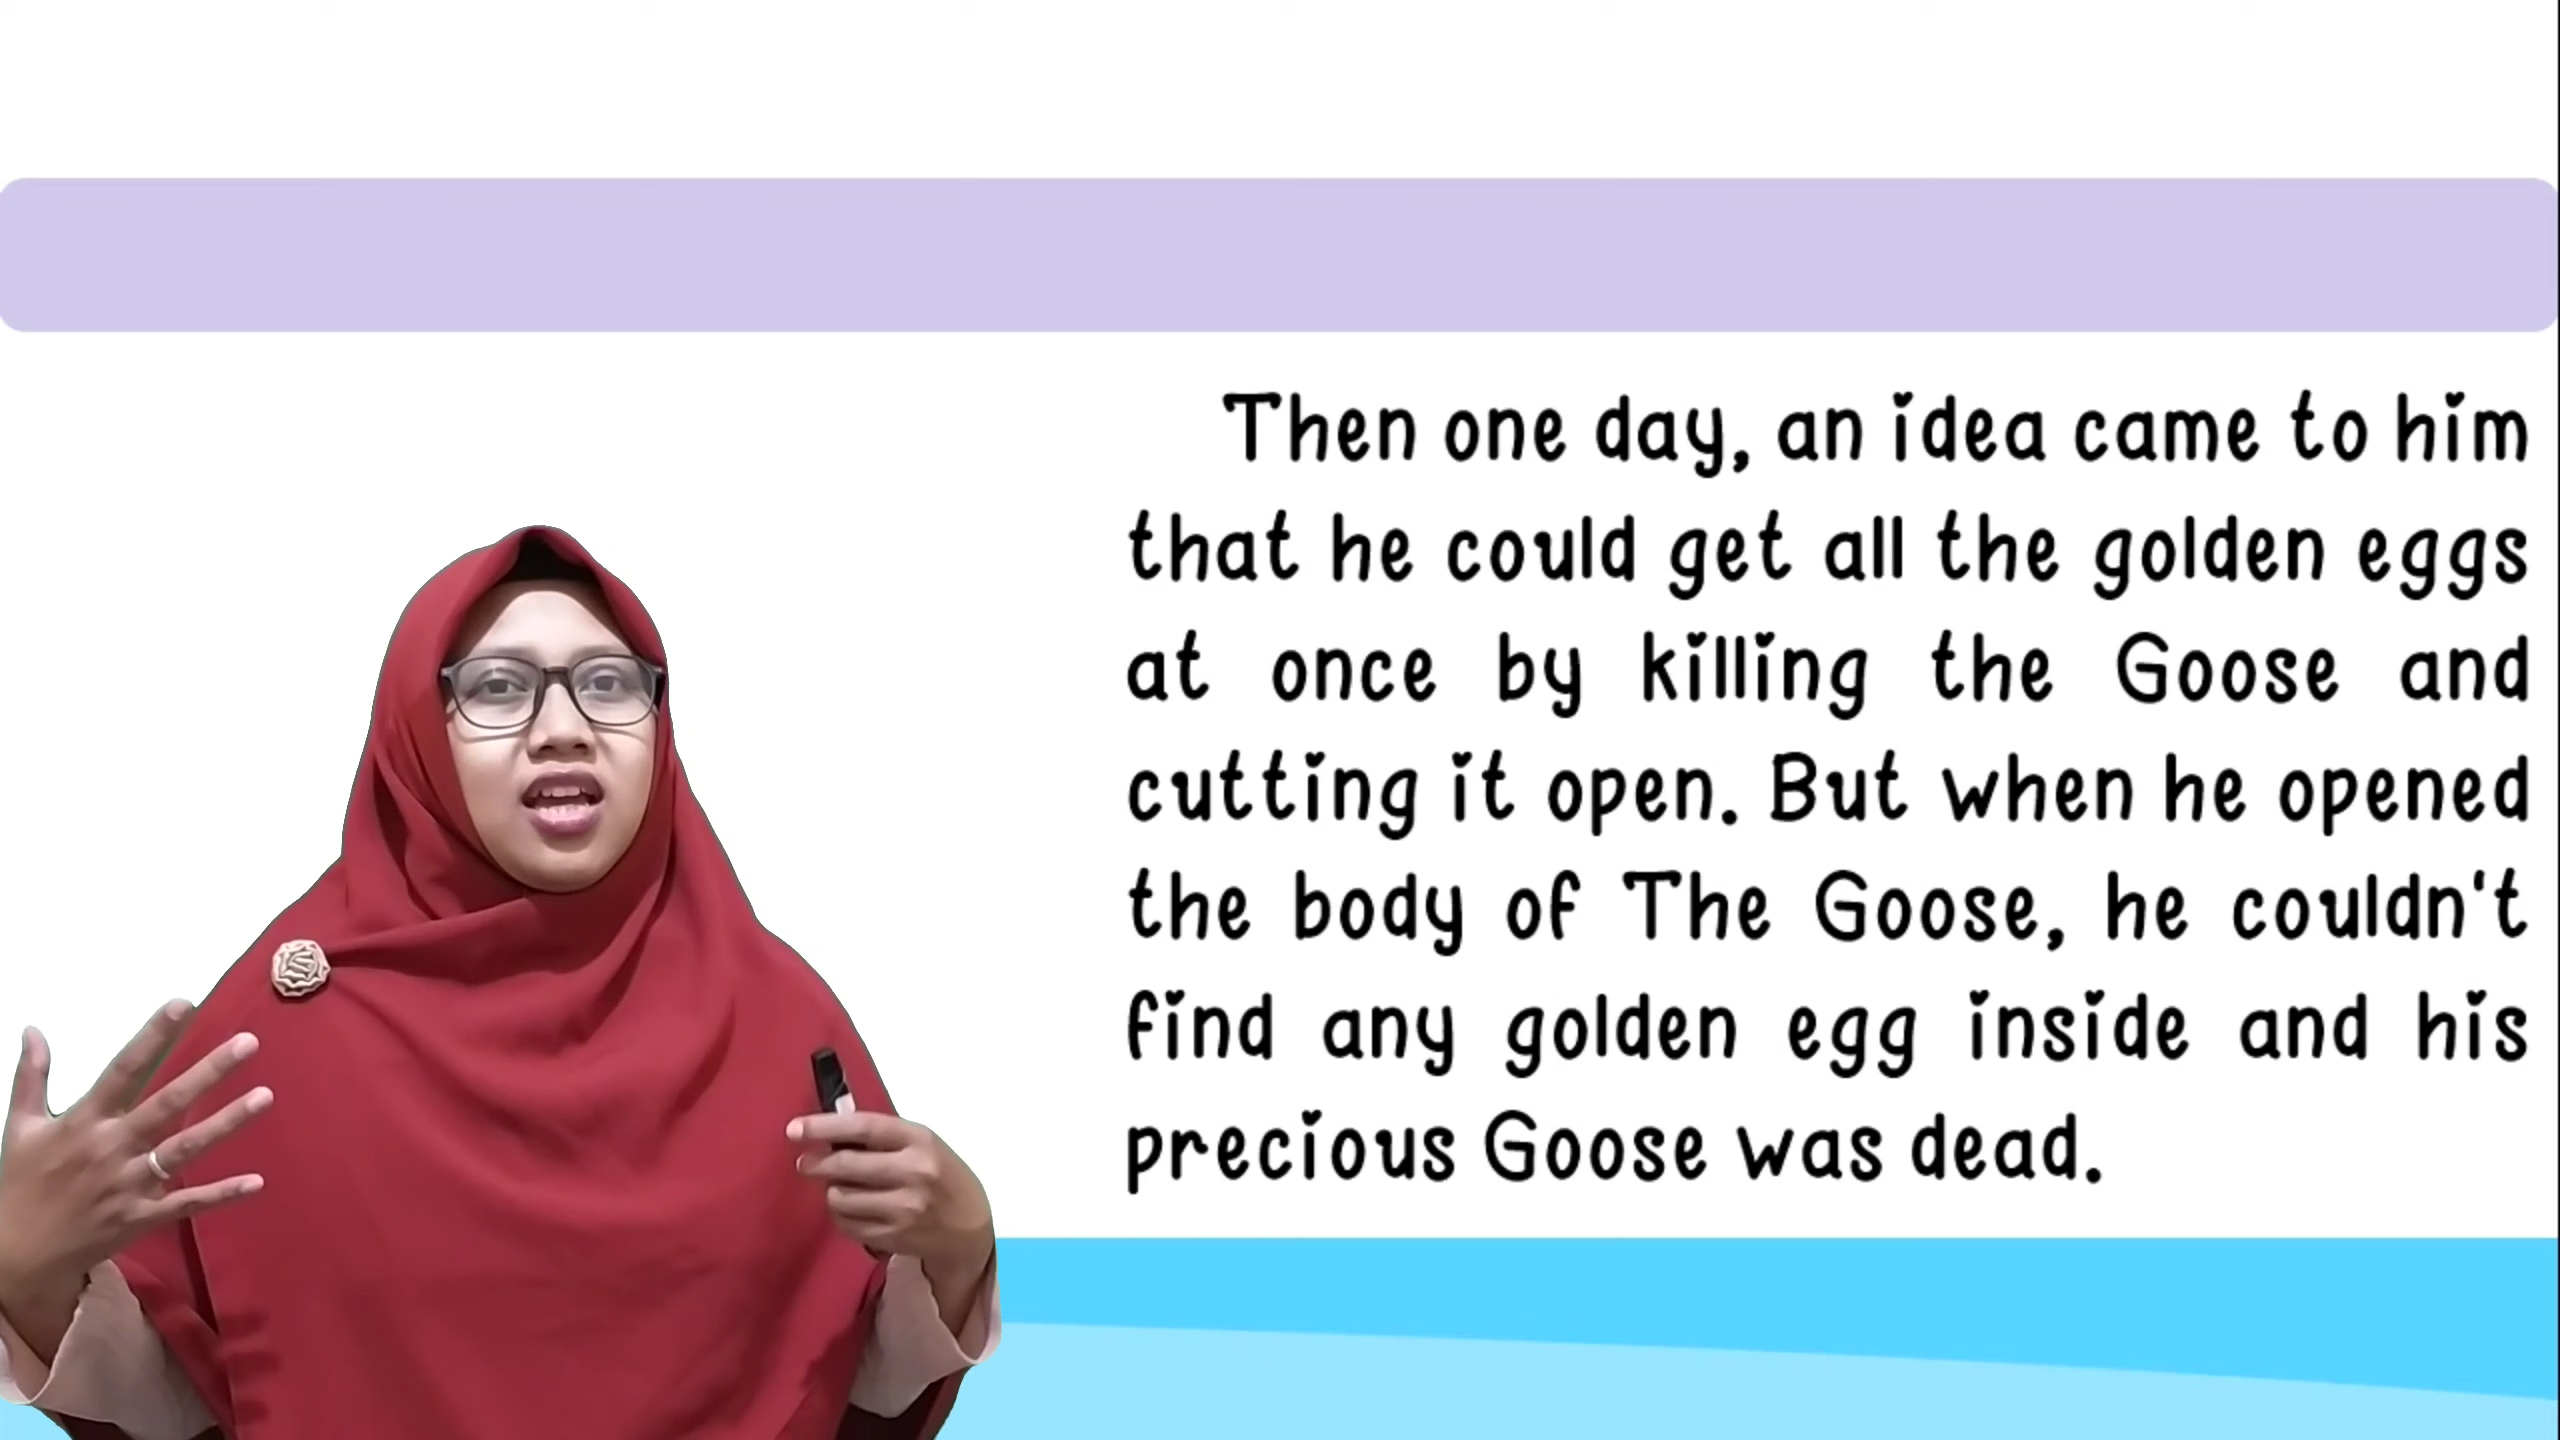 Then one day, an idea came to him
that he could get all the golden eggs
at once by killing the Goose and
cutting it open. But when he opened
the body of The Goose, he couldn't
find any golden egg inside and his
precious Goose was dead.